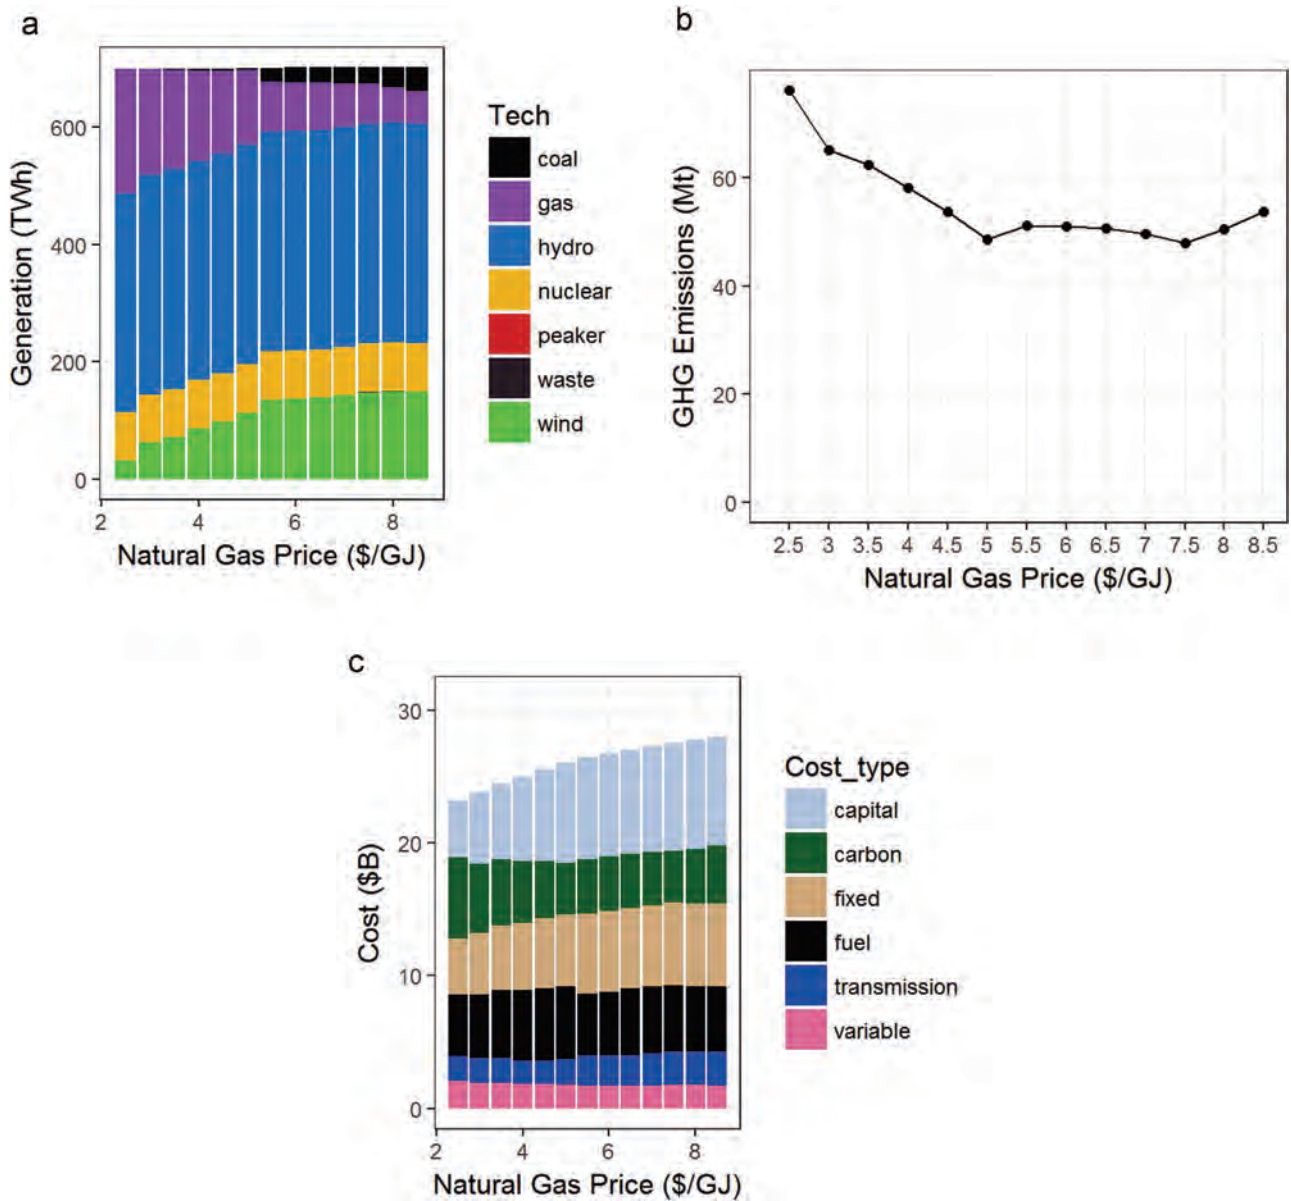 a
Generation (TWh)
600
400
200
0
2 4 6 8
Natural Gas Price ($/GJ)
Tech
coal
gas
hydro
nuclear
peaker
waste
wind
b
GHG Emissions (Mt)
60
40
20
0
2.5 3 3.5 4 4.5 5 5.5 6 6.5 7 7.5 8 8.5
Natural Gas Price ($/GJ)
c
Cost ($B)
30
20
10
0
2 4 6 8
Natural Gas Price ($/GJ)
Cost_type
capital
carbon
fixed
fuel
transmission
variable